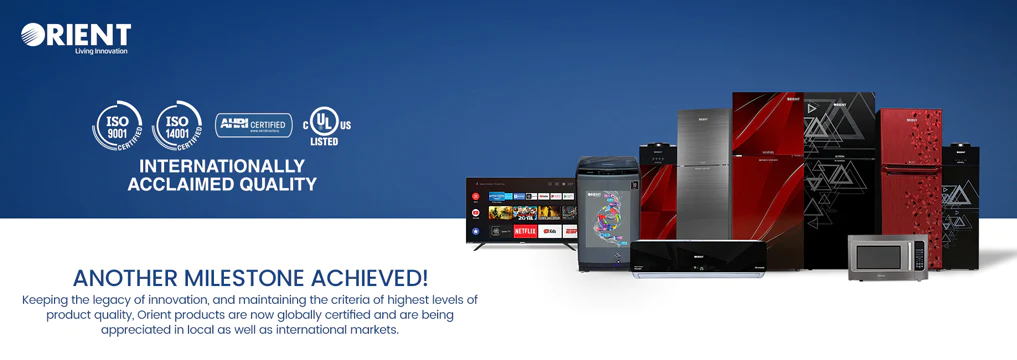 ORIENT
Living Innovation
ISO
9001
CERTIFIED
ISO
14001
CERTIFIED
AHRI CERTIFIED
C UL US
LISTED
INTERNATIONALLY
ACCLAIMED QUALITY
NETFLIX
ORIENT
ANOTHER MILESTONE ACHIEVED!
Keeping the legacy of innovation, and maintaining the criteria of highest levels of
product quality, Orient products are now globally certified and are being
appreciated in local as well as international markets.